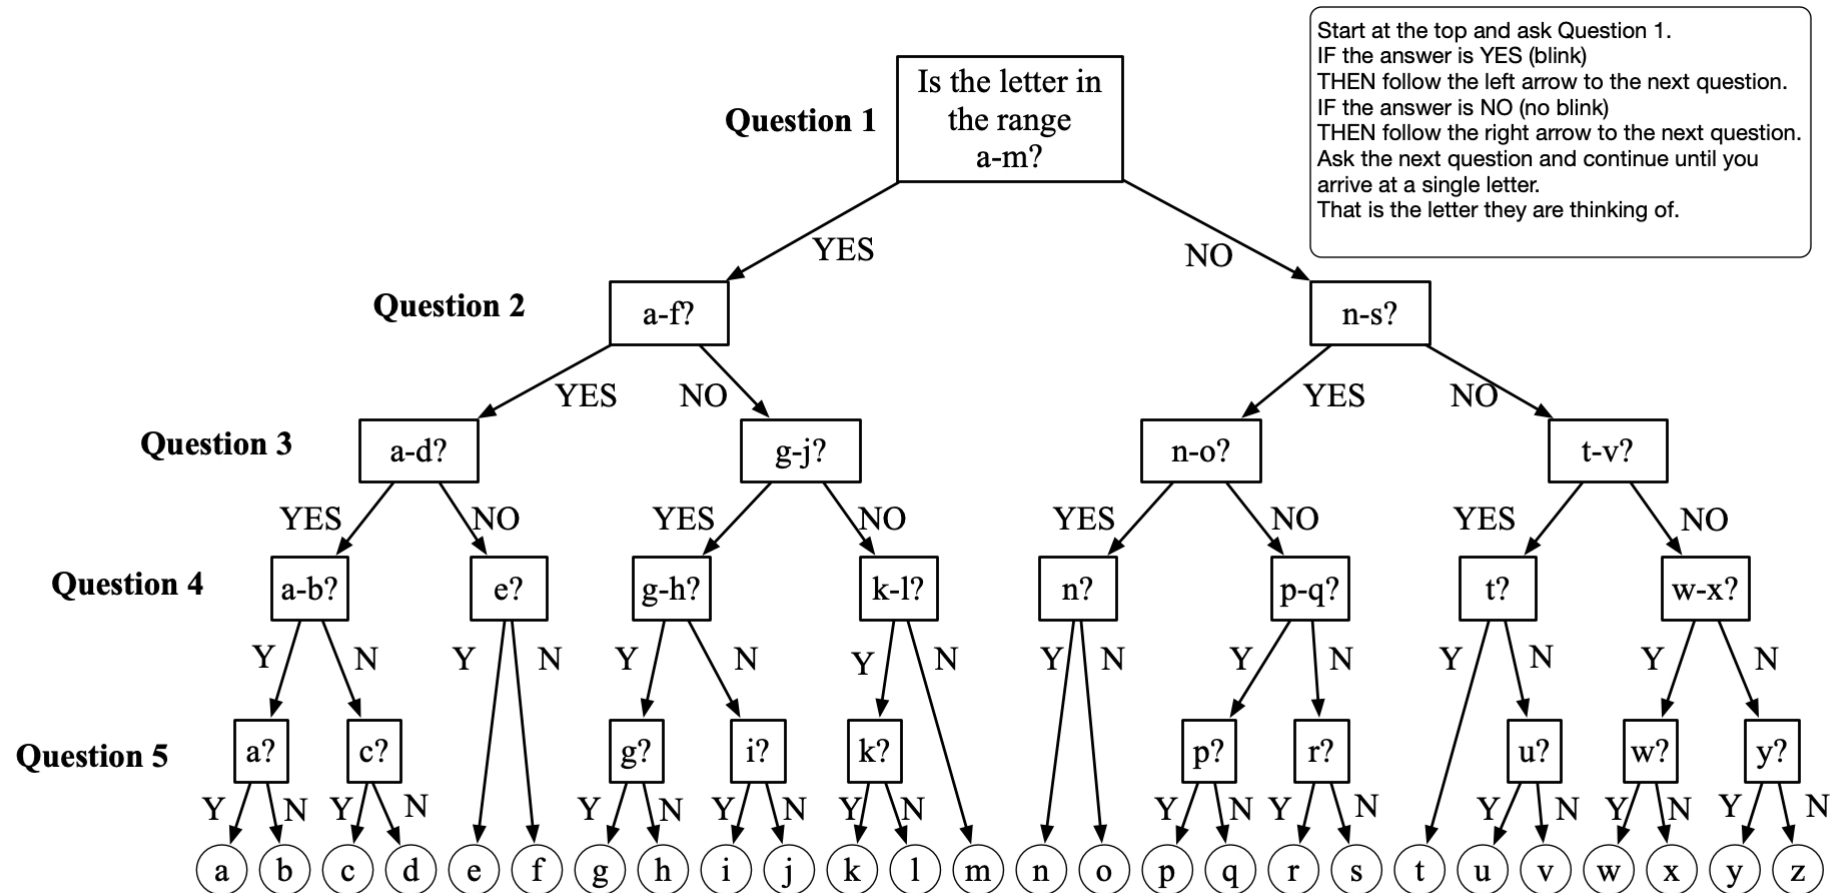 Start at the top and ask Question 1.
IF the answer is YES (blink)
THEN follow the left arrow to the next question.
IF the answer is NO (no blink)
THEN follow the right arrow to the next question.
Ask the next question and continue until you
arrive at a single letter.
That is the letter they are thinking of.
Question 1
Is the letter in
the range
a-m?
YES NO
Question 2 a-f? n-s?
YES NO YES NO
Question 3 a-d? g-j? n-o? t-v?
YES NO YES NO YES NO YES NO
Question 4 a-b? e? g-h? k-l? n? p-q? t? w-x?
Y N Y N Y N Y N Y N Y N Y N Y N
Question 5 a? c? g? i? k? p? r? u? w? y?
Y N Y N Y N Y N Y N Y N Y N Y N Y N Y N
a b c d e f g h i j k l m n o p q r s t u v w x y z